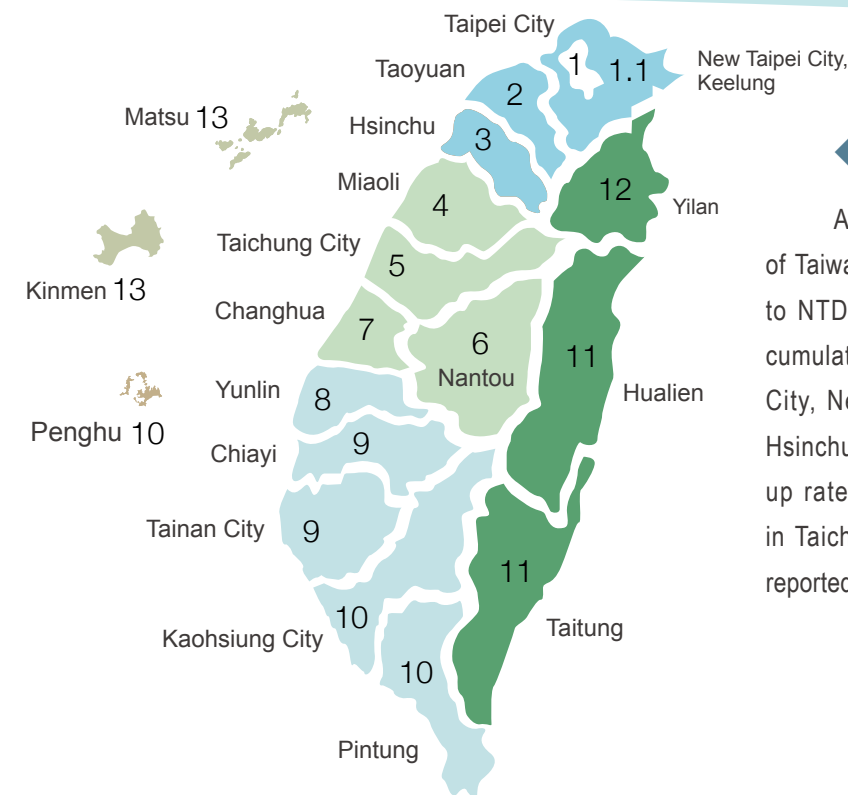 Taipei City
1
1.1
New Taipei City,
Keelung
Taoyuan
2
Matsu 13
Hsinchu
3
Miaoli
4
12
Yilan
Taichung City
5
Kinmen 13
Changhua
7
6
Nantou
11
Hualien
Yunlin
8
Penghu 10
Chiayi
9
Tainan City
9
11
Taitung
Kaohsiung City
10
10
Pintung
A
of Taiwa
to NTD
cumulat
City, Ne
Hsinchu
up rate
in Taich
reported